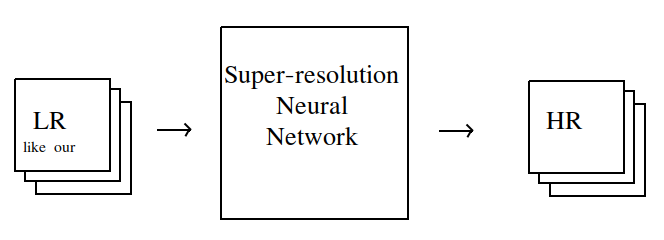 LR
like our
Super-resolution
Neural
Network
HR